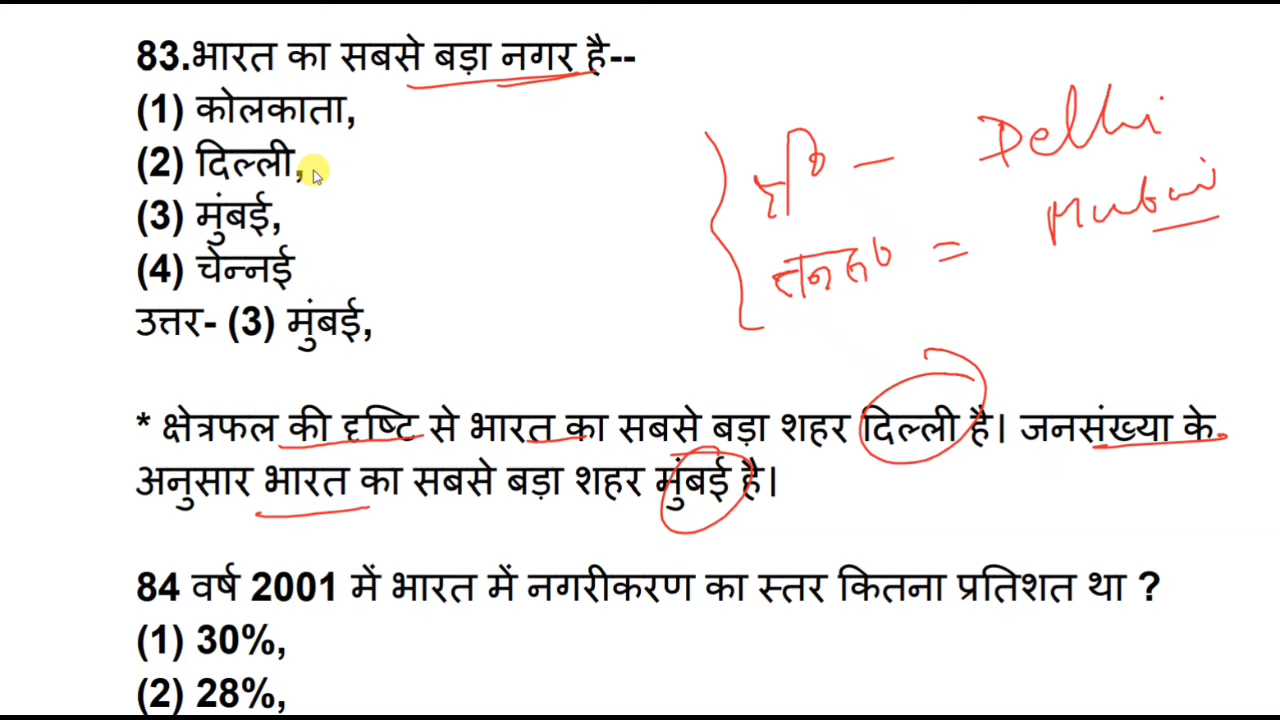 83.भारत का सबसे बड़ा नगर है--
(1) कोलकाता,
(2) दिल्ली,
(3) मुंबई,
(4) चेन्नई
उत्तर- (3) मुंबई,
Delhi
* क्षेत्रफल की दृष्टि से भारत का सबसे बड़ा शहर दिल्ली है। जनसंख्या के
अनुसार भारत का सबसे बड़ा शहर मुंबई है।
84 वर्ष 2001 में भारत में नगरीकरण का स्तर कितना प्रतिशत था ?
(1) 30%,
(2) 28%,